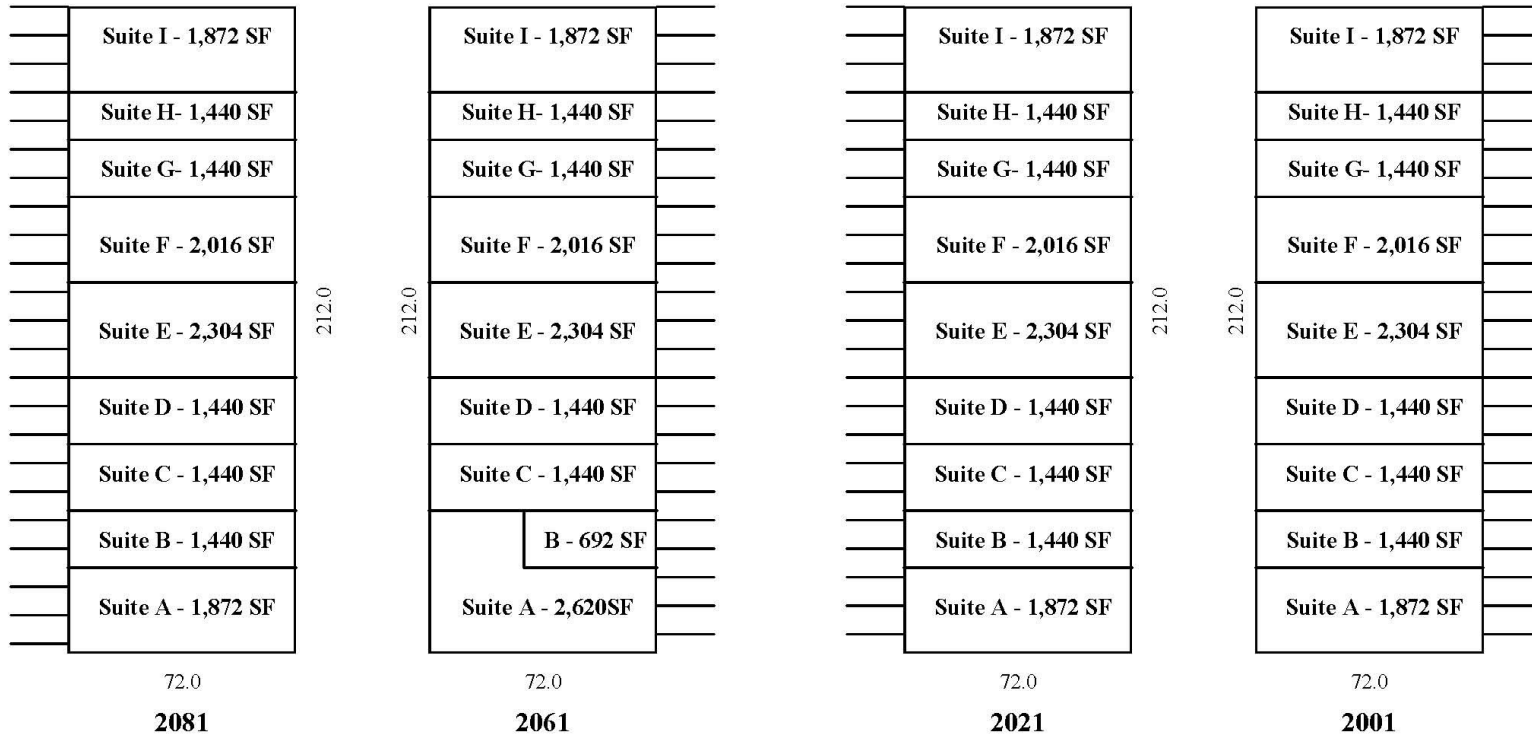 Suite I - 1,872 SF
Suite H- 1,440 SF
Suite G- 1,440 SF
Suite F - 2,016 SF
Suite E - 2,304 SF
Suite D - 1,440 SF
Suite C - 1,440 SF
Suite B - 1,440 SF
Suite A - 1,872 SF
212.0
72.0
2081
Suite I - 1,872 SF
Suite H- 1,440 SF
Suite G- 1,440 SF
Suite F - 2,016 SF
Suite E - 2,304 SF
Suite D - 1,440 SF
Suite C - 1,440 SF
B - 692 SF
Suite A - 2,620SF
212.0
72.0
2061
Suite I - 1,872 SF
Suite H- 1,440 SF
Suite G- 1,440 SF
Suite F - 2,016 SF
Suite E - 2,304 SF
Suite D - 1,440 SF
Suite C - 1,440 SF
Suite B - 1,440 SF
Suite A - 1,872 SF
212.0
72.0
2021
Suite I - 1,872 SF
Suite H- 1,440 SF
Suite G- 1,440 SF
Suite F - 2,016 SF
Suite E - 2,304 SF
Suite D - 1,440 SF
Suite C - 1,440 SF
Suite B - 1,440 SF
Suite A - 1,872 SF
212.0
72.0
2001